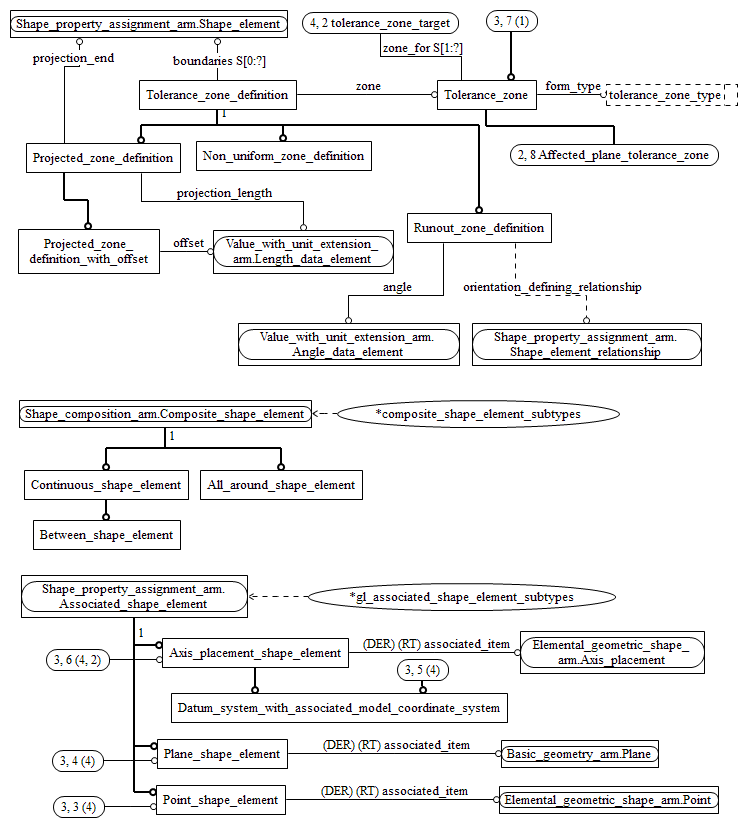 Shape_property_assignment_arm.Shape_element
4, 2 tolerance_zone_target
3, 7 (1)
projection_end
boundaries S[0:?]
zone_for S[1:?]
Tolerance_zone_definition
zone
Tolerance_zone
form_type
tolerance_zone_type
1
Projected_zone_definition
Non_uniform_zone_definition
2, 8 Affected_plane_tolerance_zone
projection_length
Runout_zone_definition
Projected_zone_
definition_with_offset
offset
Value_with_unit_extension_
arm.Length_data_element
angle
orientation_defining_relationship
Value_with_unit_extension_arm.
Angle_data_element
Shape_property_assignment_arm.
Shape_element_relationship
Shape_composition_arm.Composite_shape_element
*composite_shape_element_subtypes
1
Continuous_shape_element
All_around_shape_element
Between_shape_element
Shape_property_assignment_arm.
Associated_shape_element
*gl_associated_shape_element_subtypes
1
3, 6 (4, 2)
Axis_placement_shape_element
(DER) (RT) associated_item
Elemental_geometric_shape_
arm.Axis_placement
3, 5 (4)
Datum_system_with_associated_model_coordinate_system
3, 4 (4)
Plane_shape_element
(DER) (RT) associated_item
Basic_geometry_arm.Plane
3, 3 (4)
Point_shape_element
(DER) (RT) associated_item
Elemental_geometric_shape_arm.Point